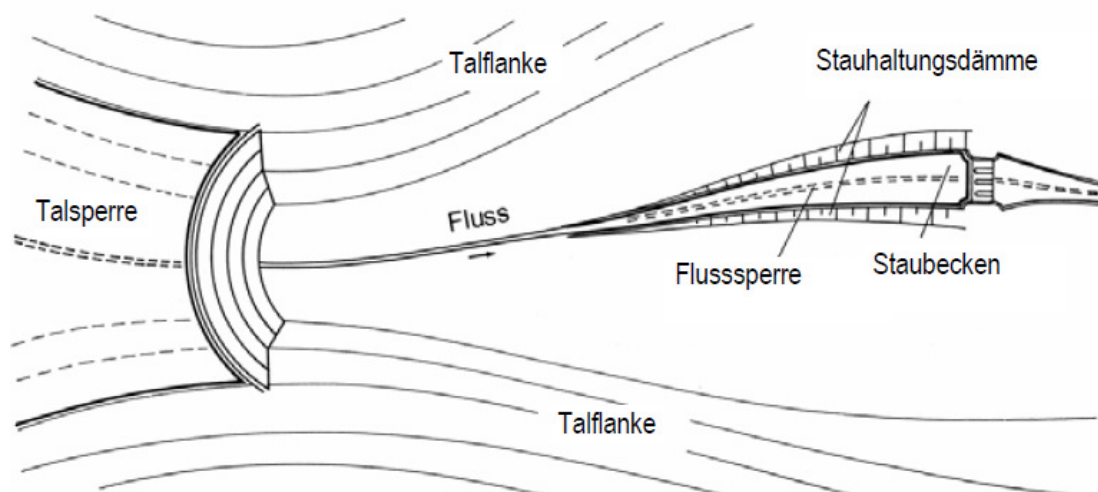 Talflanke
Stauhaltungsdämme
Talsperre
Fluss
Flusssperre
Staubecken
Talflanke